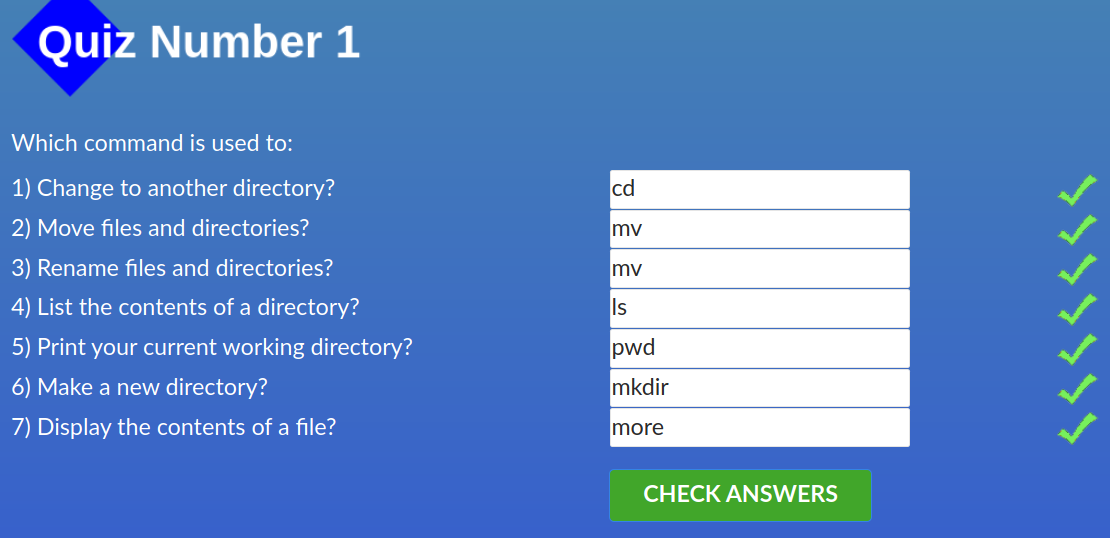 Quiz Number 1
Which command is used to:
1) Change to another directory? cd
2) Move files and directories? mv
3) Rename files and directories? mv
4) List the contents of a directory? ls
5) Print your current working directory? pwd
6) Make a new directory? mkdir
7) Display the contents of a file? more
CHECK ANSWERS